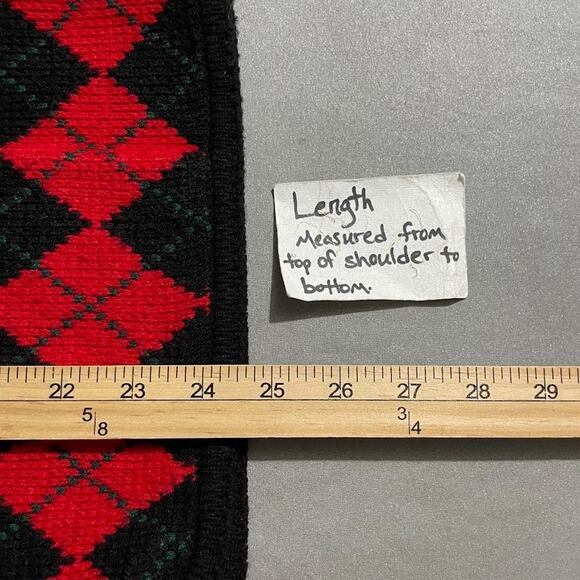 Length
Measured from
top of shoulder to
bottom.
22 23 24 25 26 27 28 29
5/8 3/4